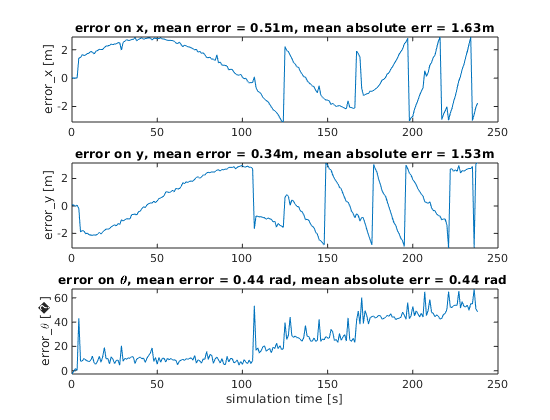 error on x, mean error = 0.51m, mean absolute err = 1.63m
error_x [m]
2
0
-2
0 50 100 150 200 250
error on y, mean error = 0.34m, mean absolute err = 1.53m
error_y [m]
2
0
-2
0 50 100 150 200 250
error on θ, mean error = 0.44 rad, mean absolute err = 0.44 rad
error_θ [�]
60
40
20
0
0 50 100 150 200 250
simulation time [s]